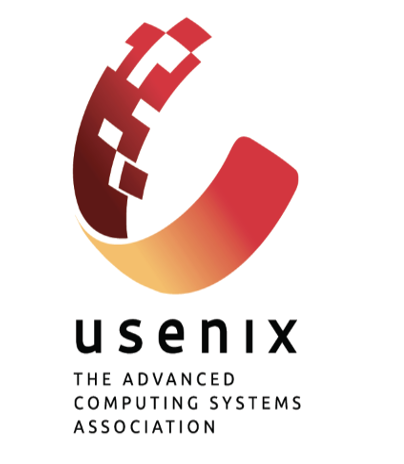 usenix
THE ADVANCED
COMPUTING SYSTEMS
ASSOCIATION